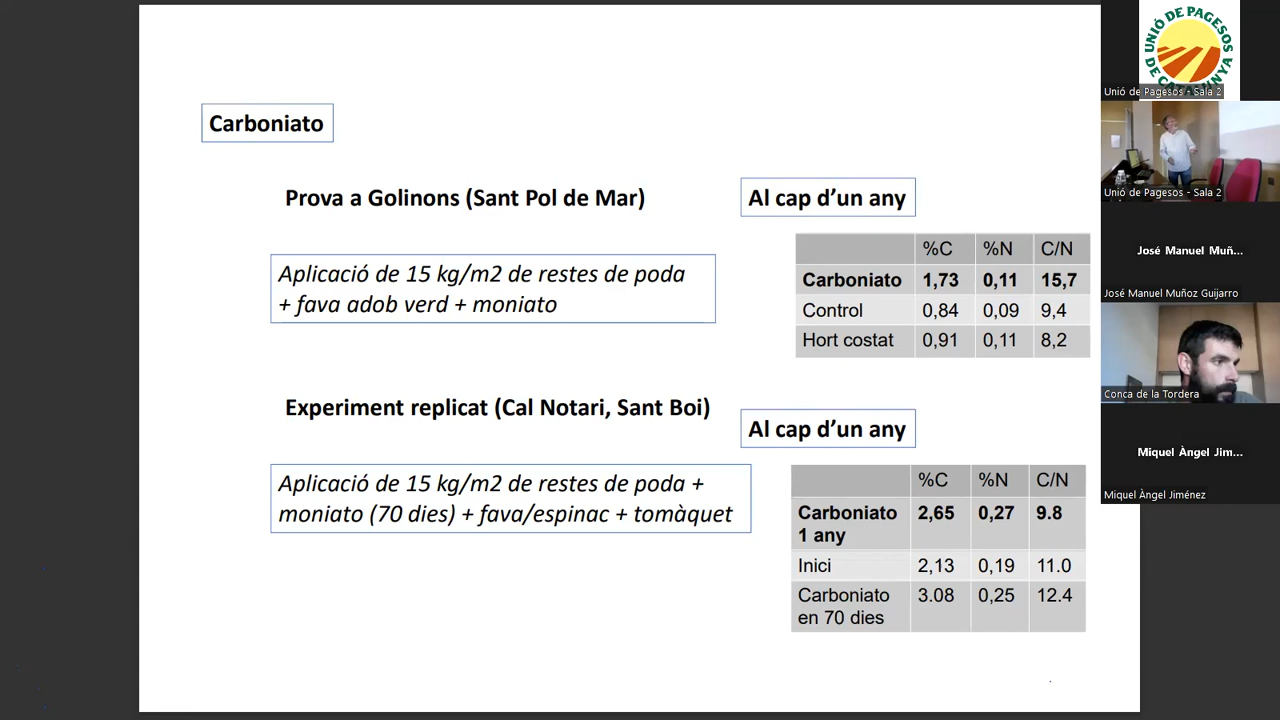 Carboniato
Prova a Golinons (Sant Pol de Mar)
Al cap d'un any
Aplicació de 15 kg/m2 de restes de poda
+ fava adob verd + moniato
%C %N C/N
Carboniato 1,73 0,11 15,7
Control 0,84 0,09 9,4
Hort costat 0,91 0,11 8,2
Experiment replicat (Cal Notari, Sant Boi)
Al cap d'un any
Aplicació de 15 kg/m2 de restes de poda +
moniato (70 dies) + fava/espinac + tomàquet
%C %N C/N
Carboniato 2,65 0,27 9.8
1 any
Inici 2,13 0,19 11.0
Carboniato 3.08 0,25 12.4
en 70 dies
UNIÓ DE PAGESOS
DE CATALUNYA
Unió de Pagesos - Sala 2
Unió de Pagesos - Sala 2
José Manuel Muñ...
José Manuel Muñoz Guijarro
Conca de la Tordera
Miquel Àngel Jim...
Miquel Àngel Jiménez